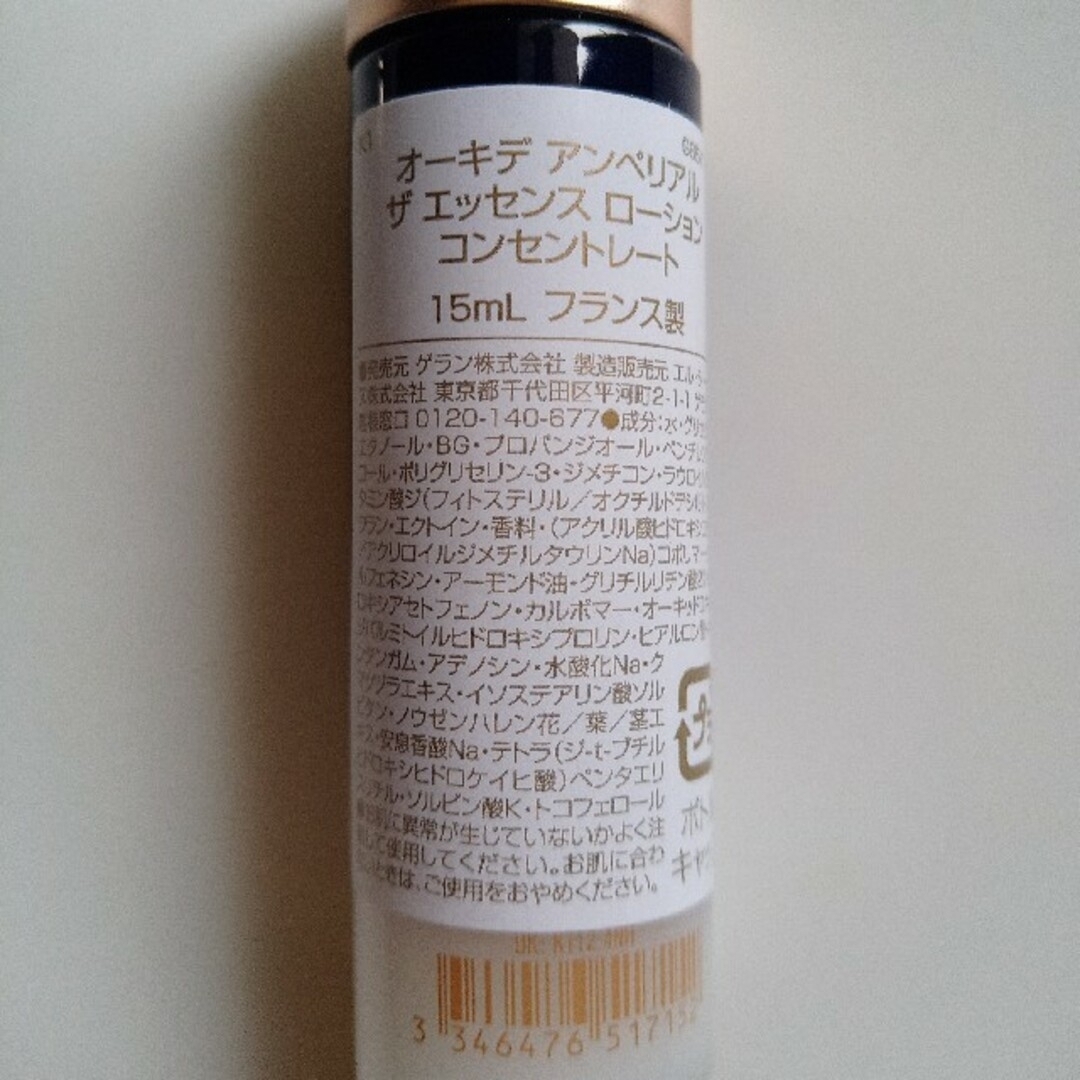 オーキデ アンペリアル
ザ エッセンス ローション
コンセントレート
15mL フランス製
発売元 ゲラン株式会社 製造販売元 エル・
株式会社 東京都千代田区平河町2-1-1
窓口 0120-140-677●成分:水・
エタノール・BG・プロパンジオール・ペンチレン
コール・ポリグリセリン-3・ジメチコン・ラウロイル
タミン酸ジ(フィトステリル/オクチルドデシル
ラン・エクトイン・香料・(アクリル酸ヒドロキシ
アクリロイルジメチルタウリンNa)コポリマー
フェネシン・アーモンド油・グリチルリチン酸
ロキシアセトフェノン・カルボマー・オーキッド
パルミトイルヒドロキシプロリン・ヒアルロン
サンガム・アデノシン・水酸化Na・ク
マツヅラエキス・イソステアリン酸ソル
ビタン・ノウゼンハレン花/葉/茎エ
キス・安息香酸Na・テトラ(ジ-t-ブチル
ヒドロキシヒドロケイヒ酸)ペンタエリ
スリチル・ソルビン酸K・トコフェロール
お肌に異常が生じていないかよく注
して使用してください。お肌に合わ
ときは、ご使用をおやめください。
プラ
ボト
キャ
3 346476 51715